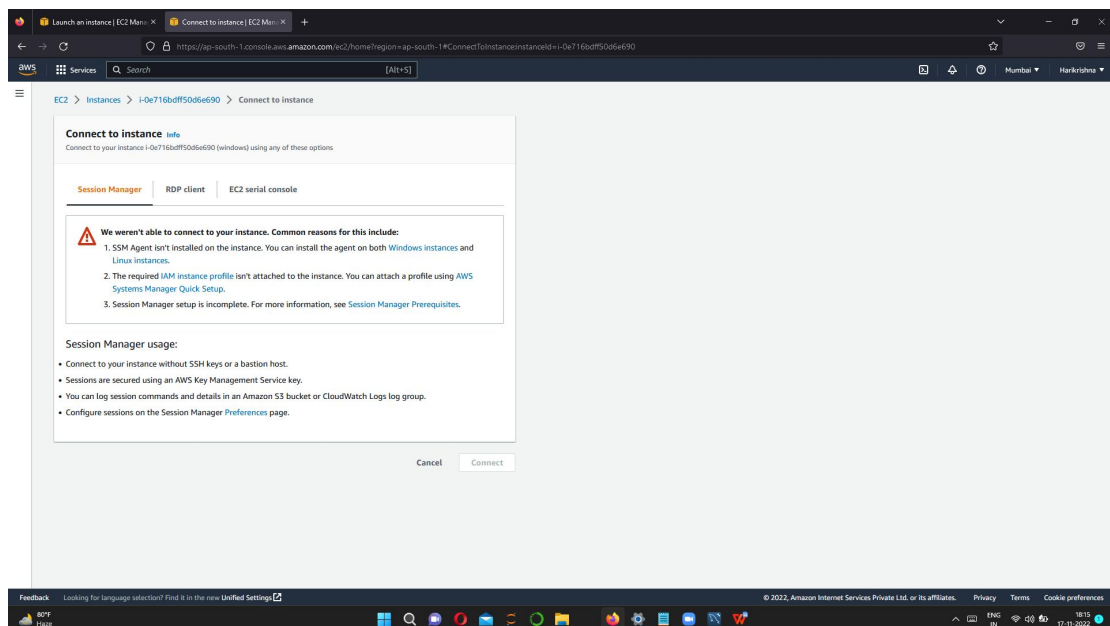 Launch an instance | EC2 Mana
Connect to instance | EC2 Mana
https://ap-south-1.console.aws.amazon.com/ec2/home?region=ap-south-1#ConnectToInstance:instanceId=i-0e716bdff50d6e690
aws Services Search [Alt+S] Mumbai Harikrishna
EC2 > Instances > i-0e716bdff50d6e690 > Connect to instance
Connect to instance Info
Connect to your instance i-0e716bdff50d6e690 (windows) using any of these options
Session Manager RDP client EC2 serial console
We weren't able to connect to your instance. Common reasons for this include:
1. SSM Agent isn't installed on the instance. You can install the agent on both Windows instances and
Linux instances.
2. The required IAM instance profile isn't attached to the instance. You can attach a profile using AWS
Systems Manager Quick Setup.
3. Session Manager setup is incomplete. For more information, see Session Manager Prerequisites.
Session Manager usage:
• Connect to your instance without SSH keys or a bastion host.
• Sessions are secured using an AWS Key Management Service key.
• You can log session commands and details in an Amazon S3 bucket or CloudWatch Logs log group.
• Configure sessions on the Session Manager Preferences page.
Cancel Connect
Feedback Looking for language selection? Find it in the new Unified Settings © 2022, Amazon Internet Services Private Ltd. or its affiliates. Privacy Terms Cookie preferences
80°F
Haze
ENG
IN
18:15
17-11-2022